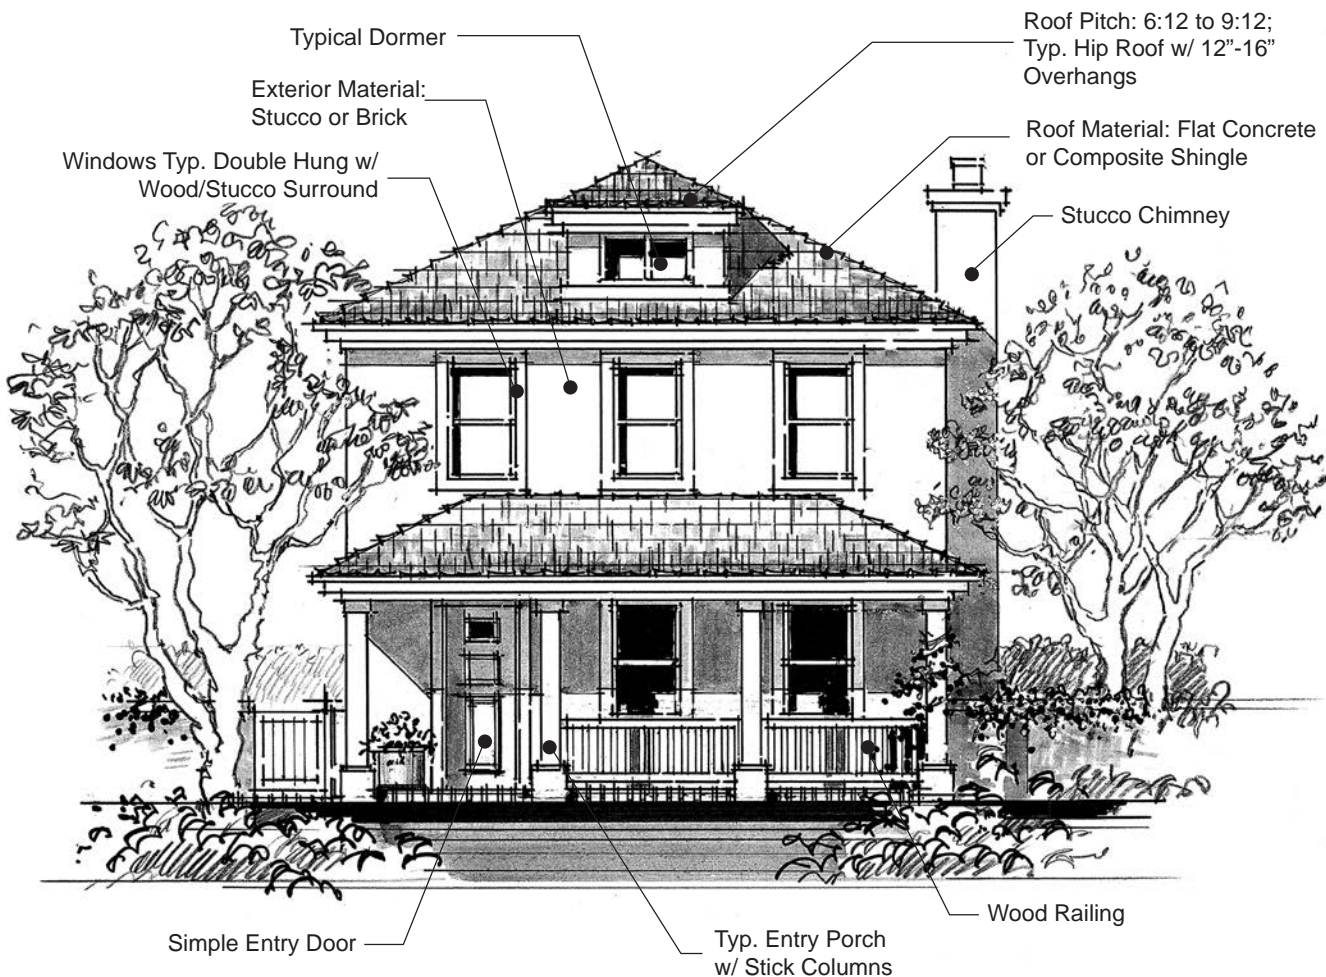 Typical Dormer
Exterior Material:
Stucco or Brick
Windows Typ. Double Hung w/
Wood/Stucco Surround
Roof Pitch: 6:12 to 9:12;
Typ. Hip Roof w/ 12”-16”
Overhangs
Roof Material: Flat Concrete
or Composite Shingle
Stucco Chimney
Simple Entry Door
Typ. Entry Porch
w/ Stick Columns
Wood Railing